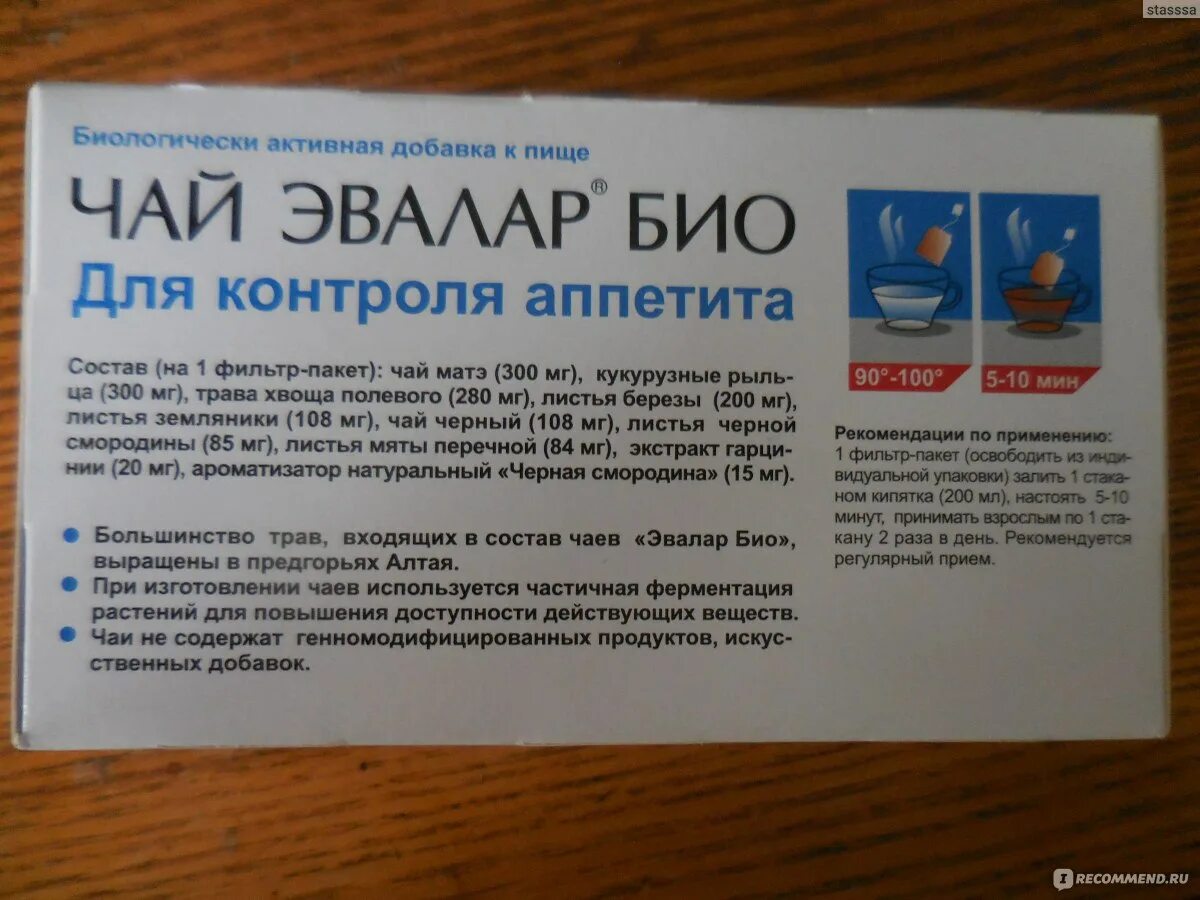 stasssa
Биологически активная добавка к пище
ЧАЙ ЭВАЛАР® БИО
Для контроля аппетита
Состав (на 1 фильтр-пакет): чай матэ (300 мг), кукурузные рыль-
ца (300 мг), трава хвоща полевого (280 мг), листья березы (200 мг),
листья земляники (108 мг), чай черный (108 мг), листья черной
смородины (85 мг), листья мяты перечной (84 мг), экстракт гарци-
нии (20 мг), ароматизатор натуральный «Черная смородина» (15 мг).
• Большинство трав, входящих в состав чаев «Эвалар Био»,
выращены в предгорьях Алтая.
• При изготовлении чаев используется частичная ферментация
растений для повышения доступности действующих веществ.
• Чаи не содержат генномодифицированных продуктов, искус-
ственных добавок.
90°-100°
5-10 мин
Рекомендации по применению:
1 фильтр-пакет (освободить из инди-
видуальной упаковки) залить 1 стака-
ном кипятка (200 мл), настоять 5-10
минут, принимать взрослым по 1 ста-
кану 2 раза в день. Рекомендуется
регулярный прием.
IRECOMMEND.RU